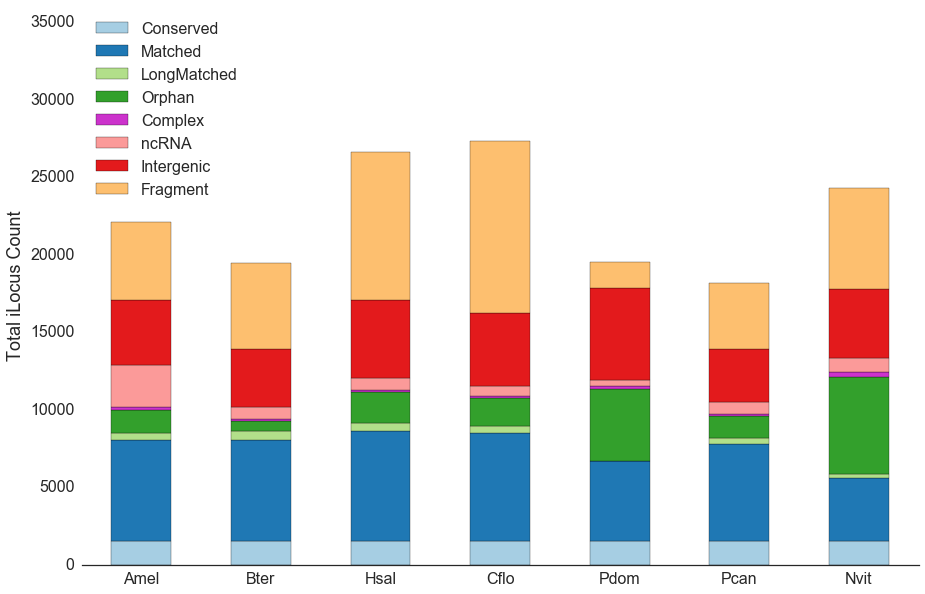 35000
30000
25000
20000
15000
10000
5000
0
Total iLocus Count
Conserved
Matched
LongMatched
Orphan
Complex
ncRNA
Intergenic
Fragment
Amel Bter Hsal Cflo Pdom Pcan Nvit